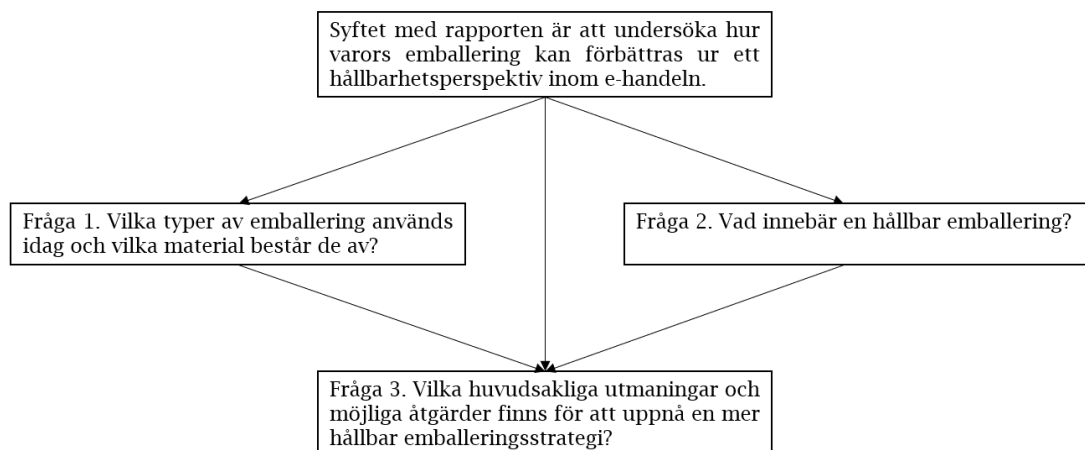 Syftet med rapporten är att undersöka hur
varors emballering kan förbättras ur ett
hållbarhetsperspektiv inom e-handeln.
Fråga 1. Vilka typer av emballering används
idag och vilka material består de av?
Fråga 2. Vad innebär en hållbar emballering?
Fråga 3. Vilka huvudsakliga utmaningar och
möjliga åtgärder finns för att uppnå en mer
hållbar emballeringsstrategi?